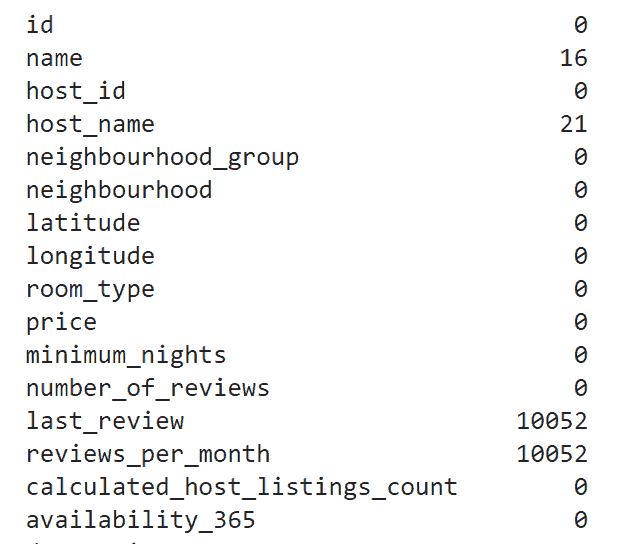 id 0
name 16
host_id 0
host_name 21
neighbourhood_group 0
neighbourhood 0
latitude 0
longitude 0
room_type 0
price 0
minimum_nights 0
number_of_reviews 0
last_review 10052
reviews_per_month 10052
calculated_host_listings_count 0
availability_365 0